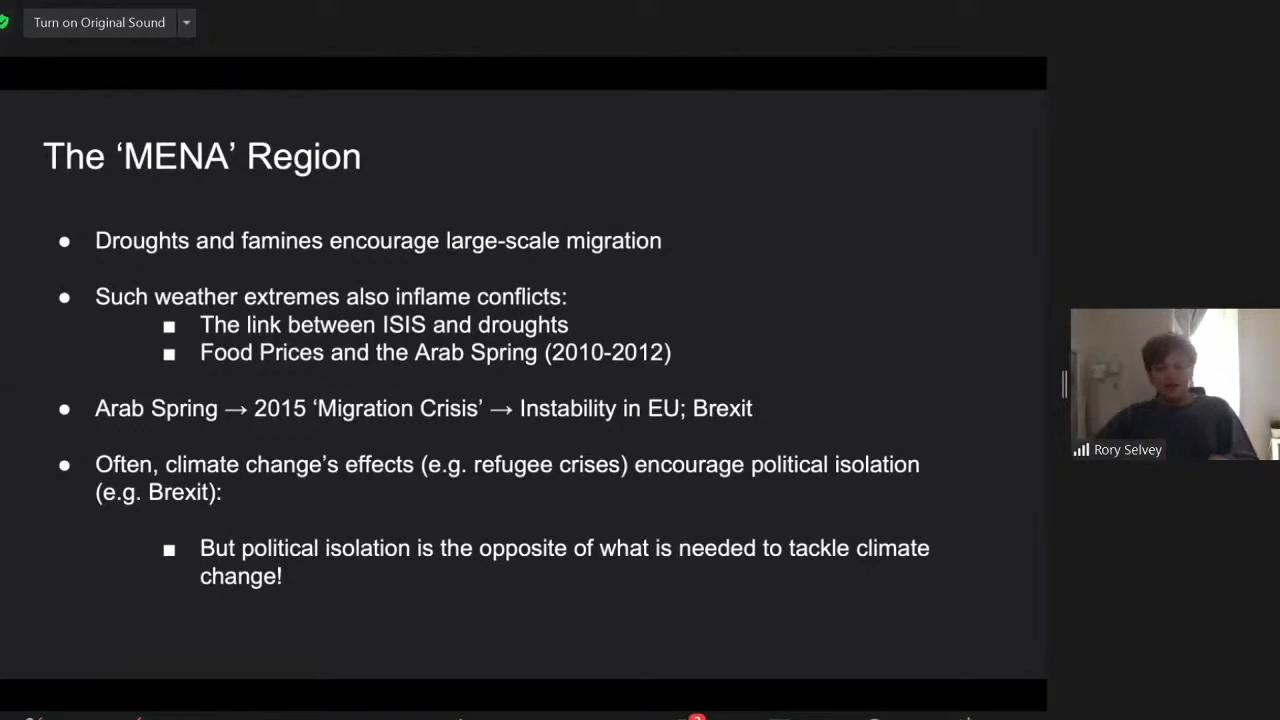 Turn on Original Sound
The ‘MENA’ Region
● Droughts and famines encourage large-scale migration
● Such weather extremes also inflame conflicts:
■ The link between ISIS and droughts
■ Food Prices and the Arab Spring (2010-2012)
● Arab Spring → 2015 ‘Migration Crisis’ → Instability in EU; Brexit
● Often, climate change’s effects (e.g. refugee crises) encourage political isolation
(e.g. Brexit):
■ But political isolation is the opposite of what is needed to tackle climate
change!
Rory Selvey